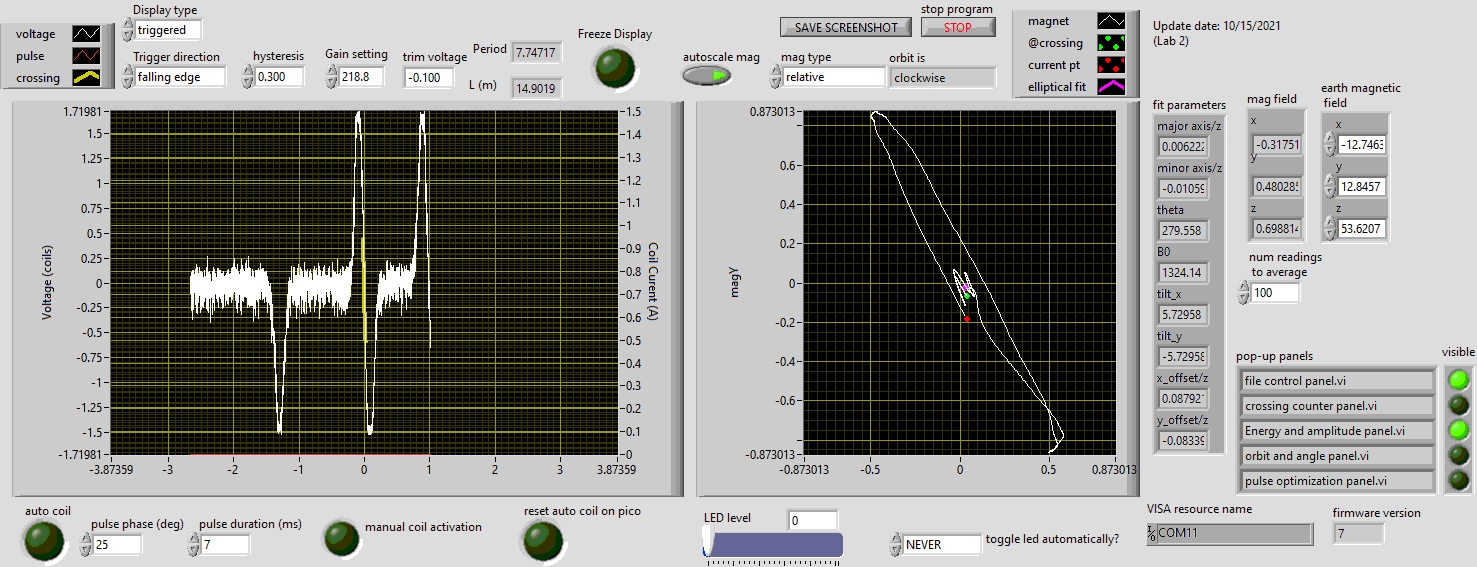 voltage
pulse
crossing
Display type
triggered
Trigger direction
falling edge
hysteresis
0.300
Gain setting
218.8
trim voltage
-0.100
Period
7.74717
L (m)
14.9019
Freeze Display
autoscale mag
SAVE SCREENSHOT
stop program
STOP
mag type
relative
orbit is
clockwise
magnet
@crossing
current pt
elliptical fit
Update date: 10/15/2021
(Lab 2)
Voltage (coils)
1.71981
1.5
1.25
1
0.75
0.5
0.25
0
-0.25
-0.5
-0.75
-1
-1.25
-1.5
-1.71981
-3.87359
-3
-2
-1
0
1
2
3
3.87359
1.5
1.4
1.3
1.2
1.1
1
0.9
0.8
0.7
0.6
0.5
0.4
0.3
0.2
0.1
0
Coil Current (A)
magY
0.873013
0.6
0.4
0.2
0
-0.2
-0.4
-0.6
-0.873013
-0.873013
-0.5
0
0.5
0.873013
fit parameters
major axis/z
0.006222
minor axis/z
-0.01059
theta
279.558
B0
1324.14
tilt_x
5.72958
tilt_y
-5.72958
x_offset/z
0.08792
y_offset/z
-0.08339
mag field
x
-0.31751
y
0.480285
z
0.698814
earth magnetic
field
x
-12.7463
y
12.8457
z
53.6207
num readings
to average
100
pop-up panels
visible
file control panel.vi
crossing counter panel.vi
Energy and amplitude panel.vi
orbit and angle panel.vi
pulse optimization panel.vi
auto coil
pulse phase (deg)
25
pulse duration (ms)
7
manual coil activation
reset auto coil on pico
LED level
0
NEVER
toggle led automatically?
VISA resource name
COM11
firmware version
7